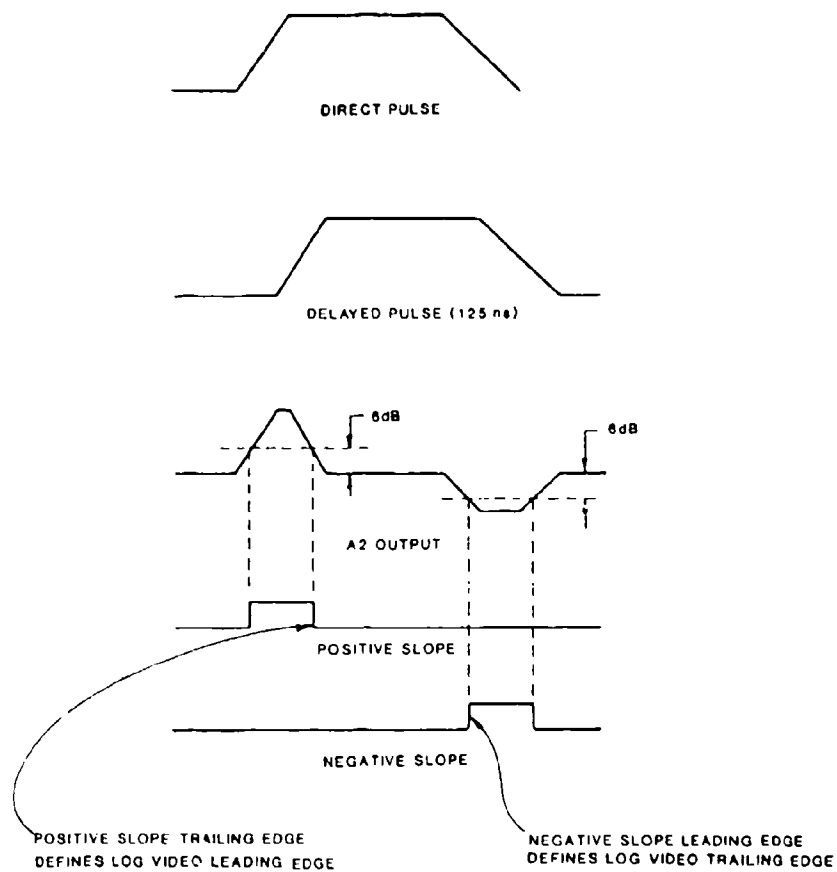 DIRECT PULSE
DELAYED PULSE (125 ns)
6dB
6dB
A2 OUTPUT
POSITIVE SLOPE
NEGATIVE SLOPE
POSITIVE SLOPE TRAILING EDGE
DEFINES LOG VIDEO LEADING EDGE
NEGATIVE SLOPE LEADING EDGE
DEFINES LOG VIDEO TRAILING EDGE